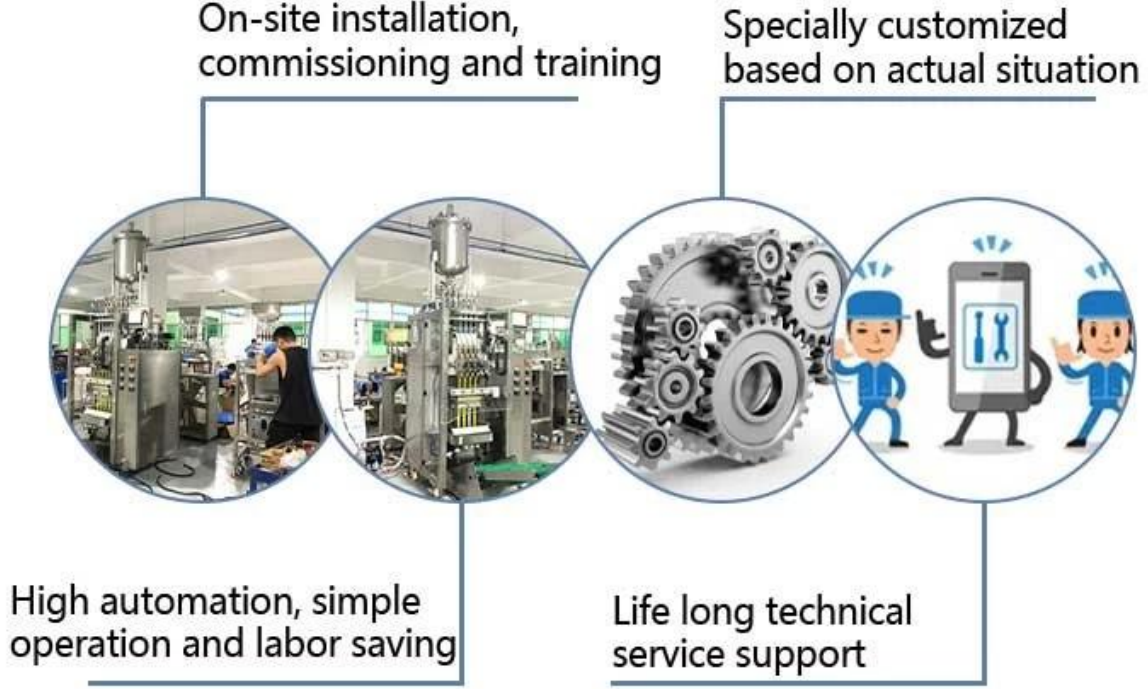 On-site installation,
commissioning and training
Specially customized
based on actual situation
High automation, simple
operation and labor saving
Life long technical
service support